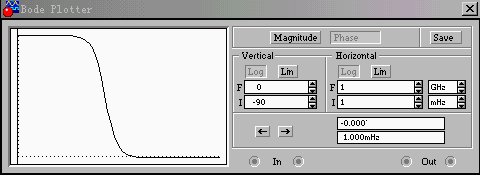 Bode Plotter
Magnitude Phase Save
Vertical Horizontal
Log Lin Log Lin
F 0 F 1 GHz
I -90 I 1 mHz
← → -0.000°
1.000mHz
In Out